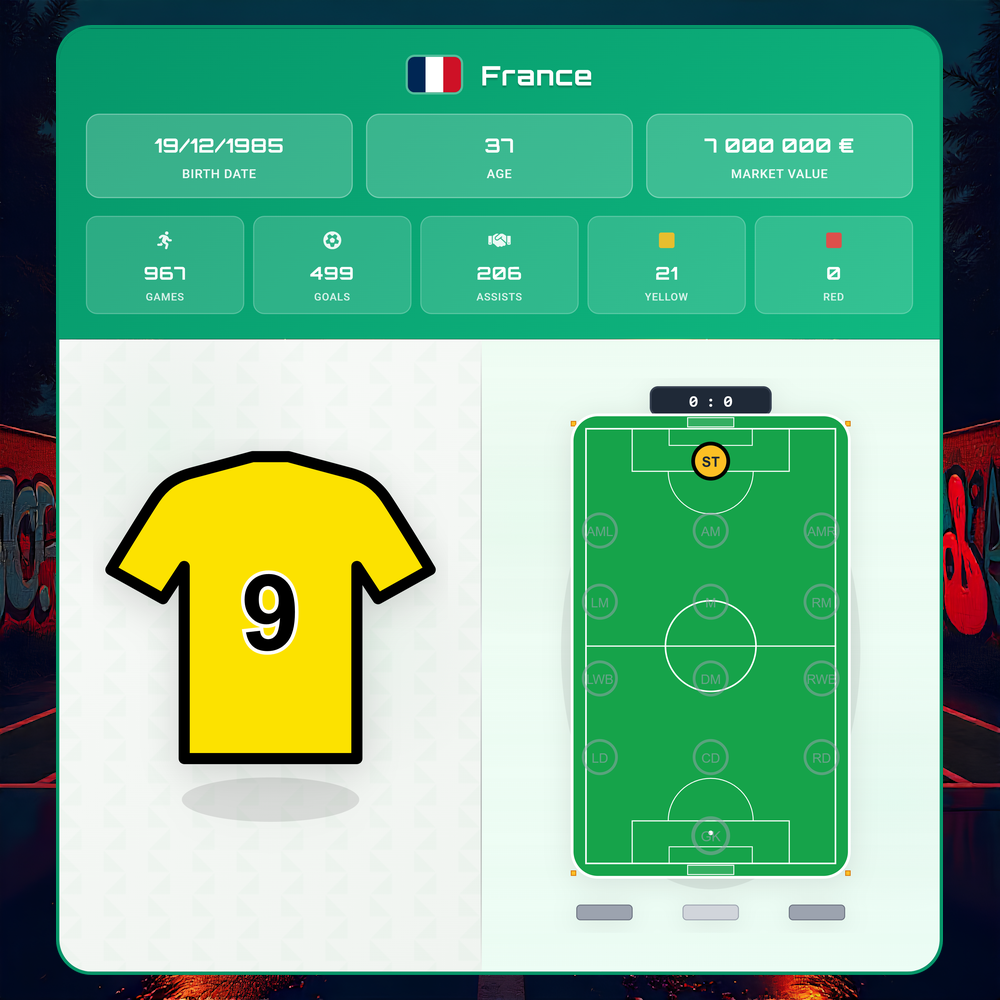 France
19/12/1985
BIRTH DATE
37
AGE
7 000 000 €
MARKET VALUE
967
GAMES
499
GOALS
206
ASSISTS
21
YELLOW
0
RED
9
0 : 0
ST
AML
AM
AMR
LM
M
RM
LWB
DM
RWB
LD
CD
RD
GK